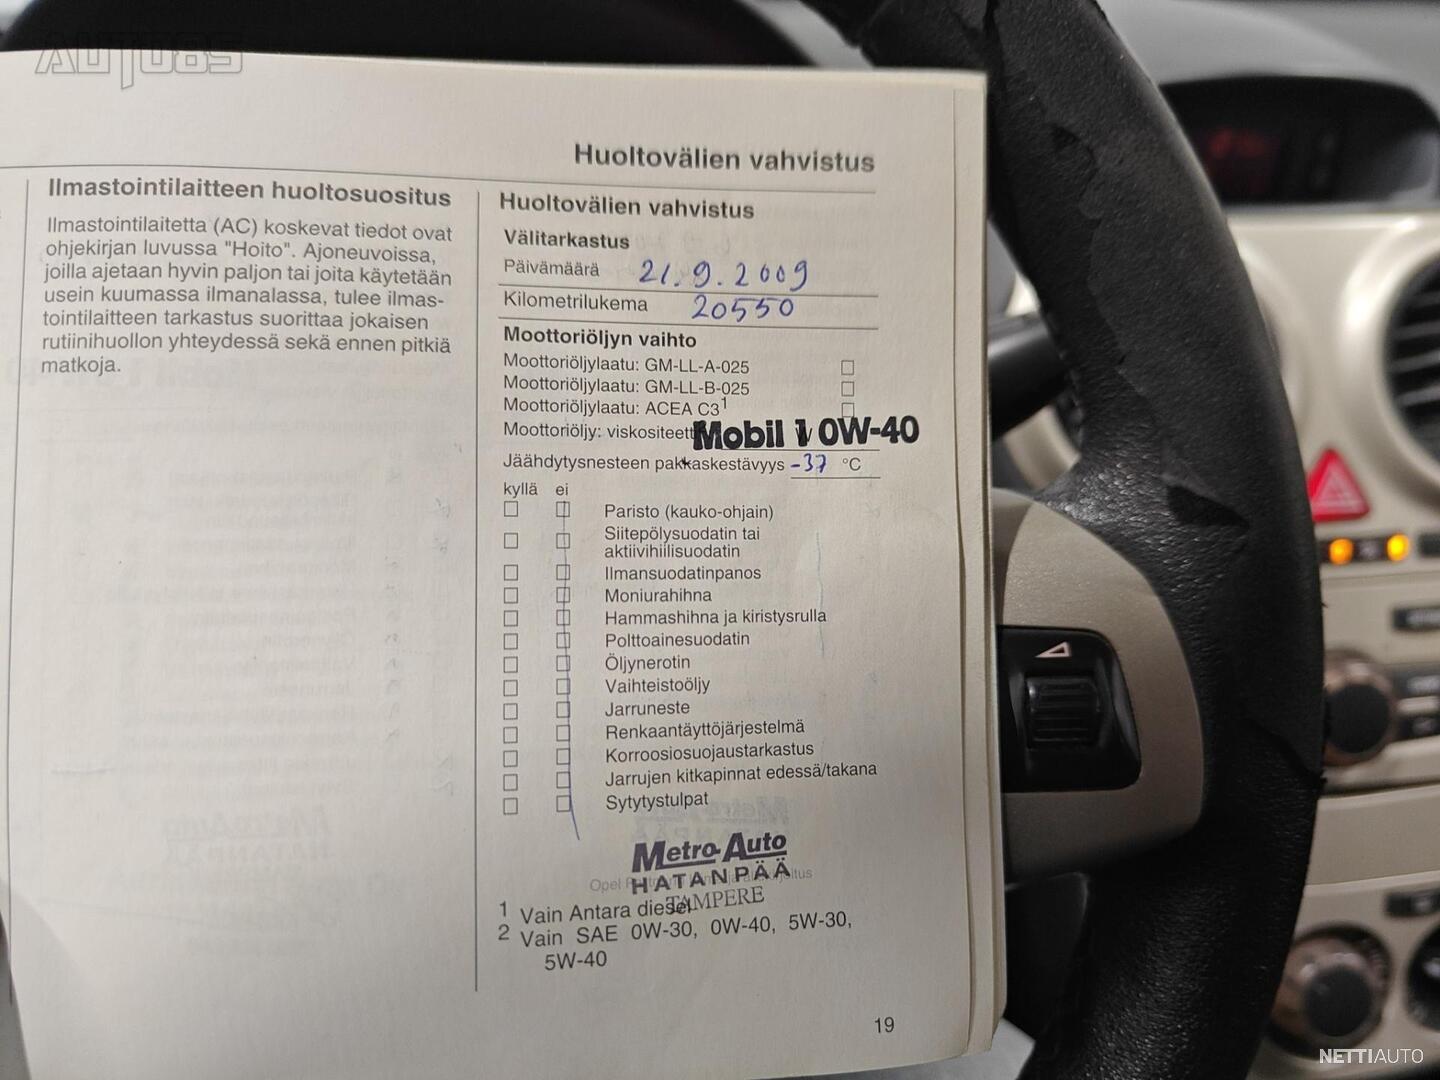 AUTO85
Huoltovälien vahvistus
Ilmastointilaitteen huoltosuositus
Ilmastointilaitetta (AC) koskevat tiedot ovat
ohjekirjan luvussa "Hoito". Ajoneuvoissa,
joilla ajetaan hyvin paljon tai joita käytetään
usein kuumassa ilmanalassa, tulee ilmas-
tointilaitteen tarkastus suorittaa jokaisen
rutiinihuollon yhteydessä sekä ennen pitkiä
matkoja.
Huoltovälien vahvistus
Välitarkastus
Päivämäärä 21.9.2009
Kilometrilukema 20550
Moottoriöljyn vaihto
Moottoriöljylaatu: GM-LL-A-025
Moottoriöljylaatu: GM-LL-B-025
Moottoriöljylaatu: ACEA C3 1
Moottoriöljy: Mobil 1 0W-40
Jäähdytysnesteen pakkaskestävyys -37 °C
kyllä ei
Paristo (kauko-ohjain)
Siitepölysuodatin tai
aktiivihiilisuodatin
Ilmansuodatinpanos
Moniurahihna
Hammashihna ja kiristysrulla
Polttoainesuodatin
Öljynerotin
Vaihteistoöljy
Jarruneste
Renkaantäyttöjärjestelmä
Korroosiosuojaustarkastus
Jarrujen kitkapinnat edessä/takana
Sytytystulpat
Metro-Auto
HATANPÄÄ
Opel
TAMPERE
1 Vain Antara diesel
2 Vain SAE 0W-30, 0W-40, 5W-30,
5W-40
19
NETTIAUTO